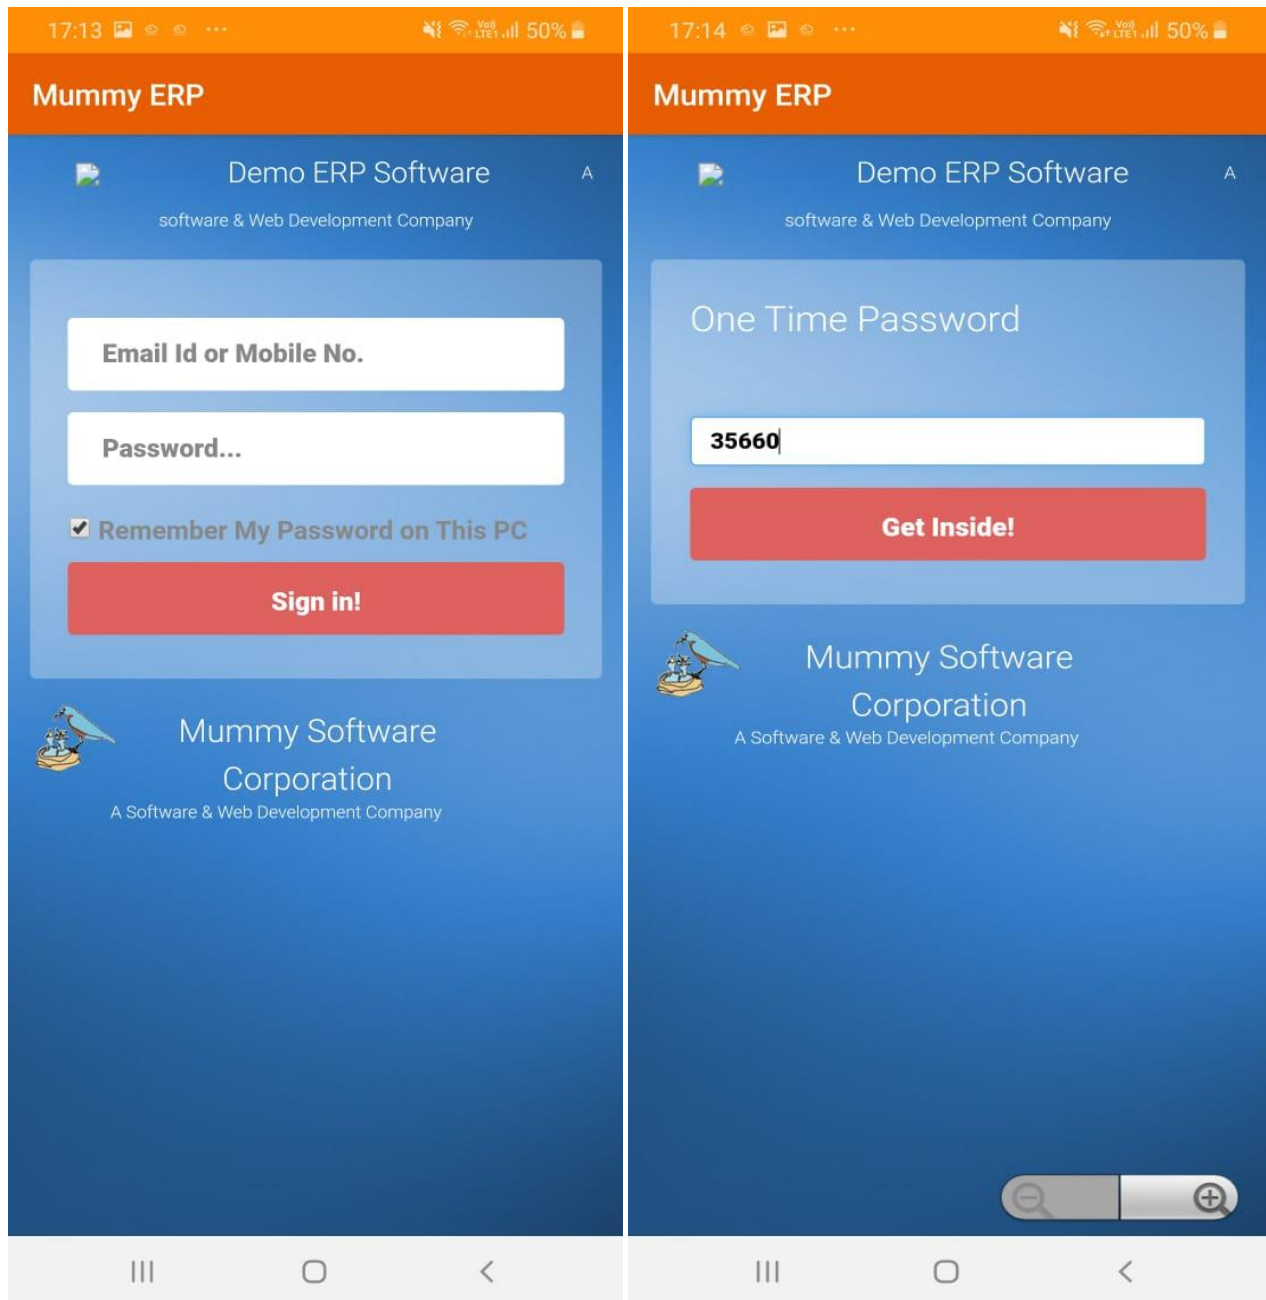 17:13
50%
Mummy ERP
Demo ERP Software
A
software & Web Development Company
Email Id or Mobile No.
Password...
Remember My Password on This PC
Sign in!
Mummy Software
Corporation
A Software & Web Development Company
17:14
50%
Mummy ERP
Demo ERP Software
A
software & Web Development Company
One Time Password
35660
Get Inside!
Mummy Software
Corporation
A Software & Web Development Company